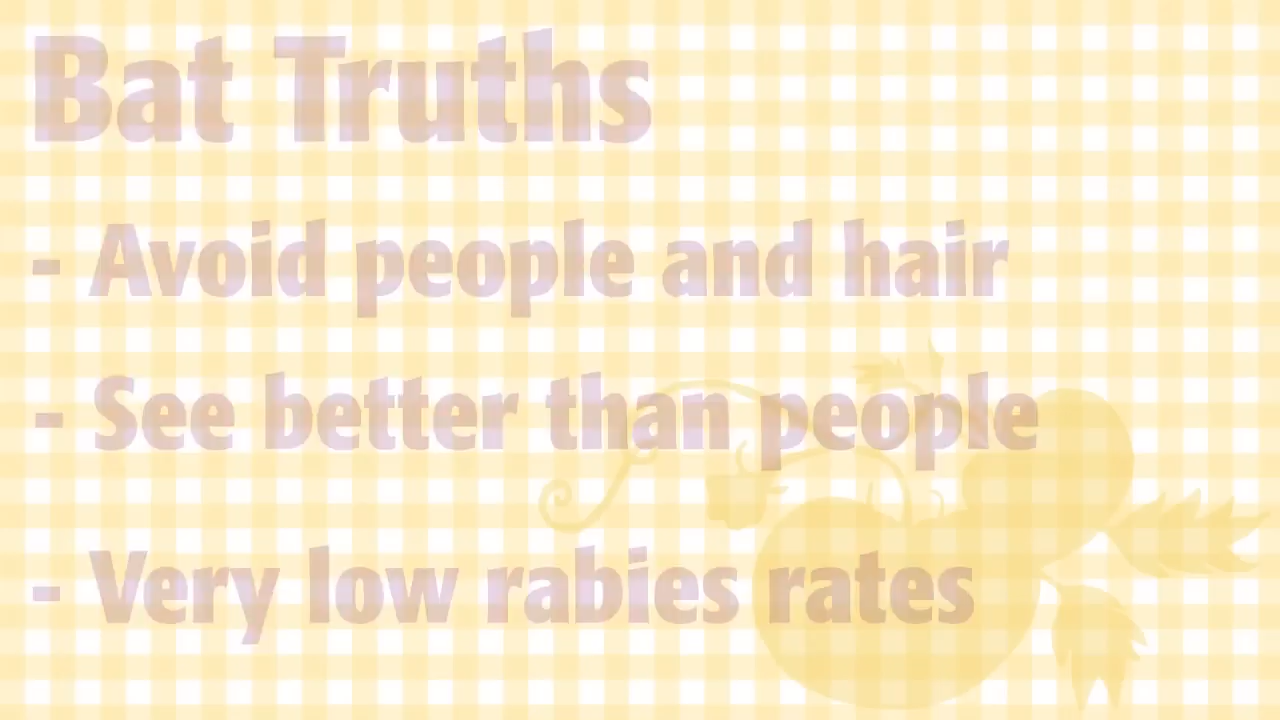 Bat Truths
- Avoid people and hair
- See better than people
- Very low rabies rates